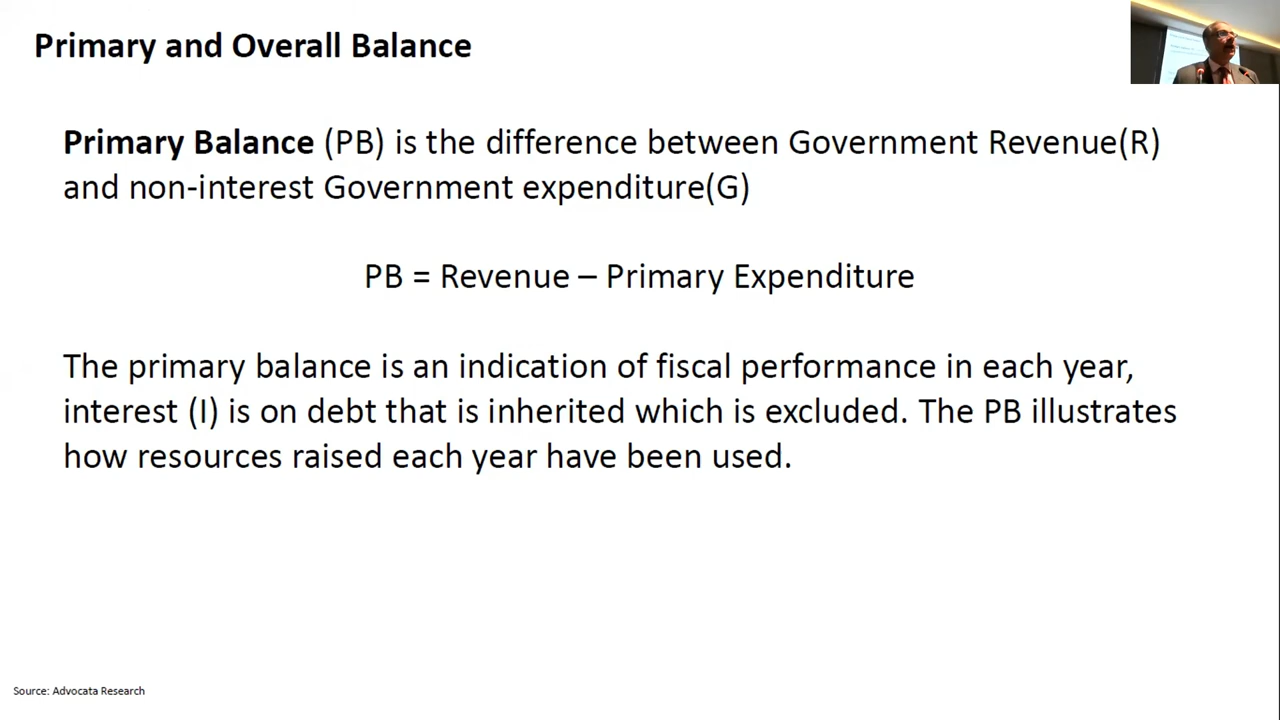 Primary and Overall Balance
Primary Balance (PB) is the difference between Government Revenue(R)
and non-interest Government expenditure(G)
PB = Revenue – Primary Expenditure
The primary balance is an indication of fiscal performance in each year,
interest (I) is on debt that is inherited which is excluded. The PB illustrates
how resources raised each year have been used.
Source: Advocata Research